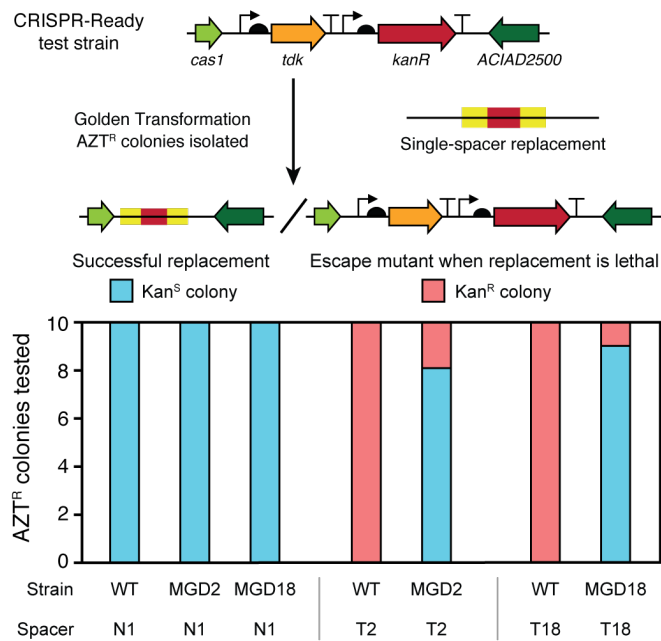 CRISPR-Ready
test strain
cas1
tdk
kanR
ACIAD2500
Golden Transformation
AZTᴿ colonies isolated
Single-spacer replacement
Successful replacement
Escape mutant when replacement is lethal
Kanˢ colony
Kanᴿ colony
AZTᴿ colonies tested
10
8
6
4
2
0
Strain WT MGD2 MGD18 WT MGD2 WT MGD18
Spacer N1 N1 N1 T2 T2 T18 T18